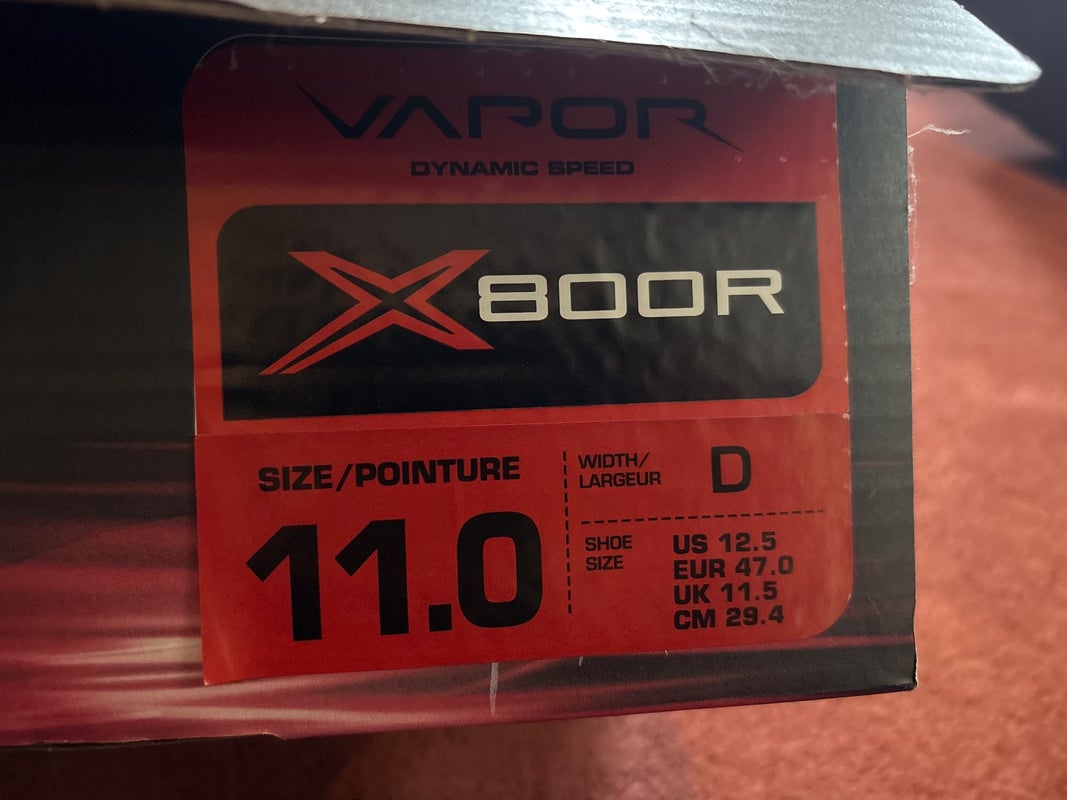 VAPOR
DYNAMIC SPEED
X800R
SIZE/POINTURE
11.0
WIDTH/
LARGEUR
D
SHOE
SIZE
US 12.5
EUR 47.0
UK 11.5
CM 29.4